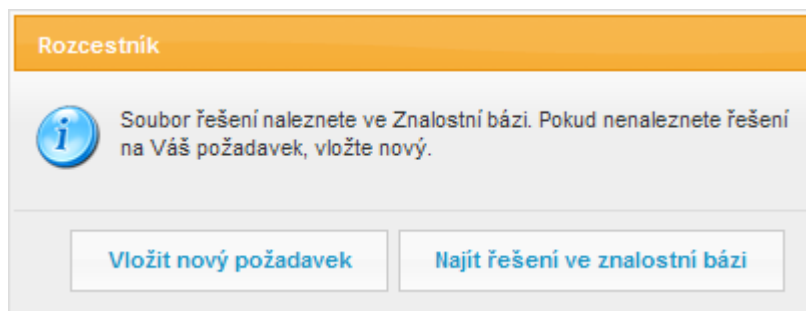 Rozcestník
Soubor řešení naleznete ve Znalostní bázi. Pokud nenaleznete řešení
na Váš požadavek, vložte nový.
Vložit nový požadavek
Najít řešení ve znalostní bázi